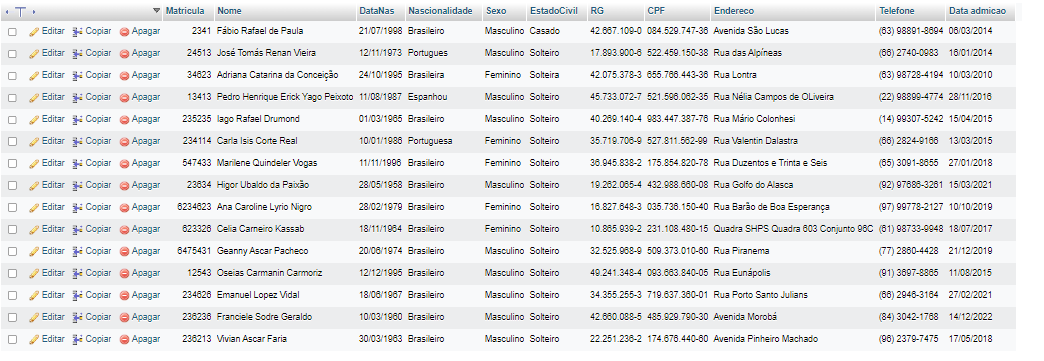 Matricula Nome DataNas Nascionalidade Sexo EstadoCivil RG CPF Endereco Telefone Data admicao
Editar Copiar Apagar 2341 Fábio Rafael de Paula 21/07/1998 Brasileiro Masculino Casado 42.667.109-0 084.529.747-36 Avenida São Lucas (63) 98891-8694 06/03/2014
Editar Copiar Apagar 24513 José Tomás Renan Vieira 12/11/1973 Portugues Masculino Solteiro 17.893.900-6 522.459.150-38 Rua das Alpíneas (66) 2740-0983 16/01/2014
Editar Copiar Apagar 34623 Adriana Catarina da Conceição 24/10/1995 Brasileira Feminino Solteira 42.075.378-3 655.766.443-36 Rua Lontra (63) 98728-4194 10/03/2010
Editar Copiar Apagar 13413 Pedro Henrique Erick Yago Peixoto 11/08/1987 Espanhou Masculino Solteiro 45.733.072-7 521.596.062-35 Rua Nélia Campos de OLiveira (22) 98899-4774 28/11/2016
Editar Copiar Apagar 235235 Iago Rafael Drumond 01/03/1965 Brasileiro Masculino Solteiro 40.269.140-4 983.447.387-76 Rua Mário Colonhesi (14) 99307-5242 15/04/2015
Editar Copiar Apagar 234114 Carla Isis Corte Real 10/01/1986 Portuguesa Feminino Solteiro 35.719.706-9 527.811.562-99 Rua Valentin Dalastra (66) 2824-9166 13/03/2015
Editar Copiar Apagar 547433 Marilene Quindeler Vogas 11/11/1996 Brasileiro Feminino Solteiro 36.945.838-2 175.854.820-78 Rua Duzentos e Trinta e Seis (65) 3091-8655 27/01/2018
Editar Copiar Apagar 23634 Higor Ubaldo da Paixão 28/05/1958 Brasileiro Masculino Solteiro 19.262.065-4 432.988.660-08 Rua Golfo do Alasca (92) 97686-3261 15/03/2021
Editar Copiar Apagar 6234623 Ana Caroline Lyrio Nigro 28/02/1979 Brasileiro Feminino Solteiro 16.827.648-3 035.736.150-40 Rua Barão de Boa Esperança (97) 99778-2127 10/10/2019
Editar Copiar Apagar 623326 Celia Carneiro Kassab 18/11/1964 Brasileiro Feminino Solteiro 10.865.939-2 231.108.480-15 Quadra SHPS Quadra 603 Conjunto 96C (61) 98733-9948 18/07/2017
Editar Copiar Apagar 6475431 Geanny Ascar Pacheco 20/06/1974 Brasileiro Masculino Solteiro 32.525.968-9 509.373.010-60 Rua Piranema (77) 2860-4428 21/12/2019
Editar Copiar Apagar 12543 Oseias Carmanin Carmoriz 12/12/1995 Brasileiro Masculino Solteiro 49.241.348-4 093.663.840-05 Rua Eunápolis (91) 3697-8865 11/08/2015
Editar Copiar Apagar 234626 Emanuel Lopez Vidal 18/06/1967 Brasileiro Masculino Solteiro 34.355.255-3 719.637.360-01 Rua Porto Santo Julians (66) 2946-3164 27/02/2021
Editar Copiar Apagar 236236 Franciele Sodre Geraldo 10/03/1960 Brasileiro Masculino Solteiro 42.660.088-5 485.929.790-30 Avenida Morobá (84) 3042-1768 14/12/2022
Editar Copiar Apagar 236213 Vivian Ascar Faria 30/03/1963 Brasileiro Masculino Solteiro 22.251.236-2 174.676.440-60 Avenida Pinheiro Machado (96) 2379-7475 17/05/2018